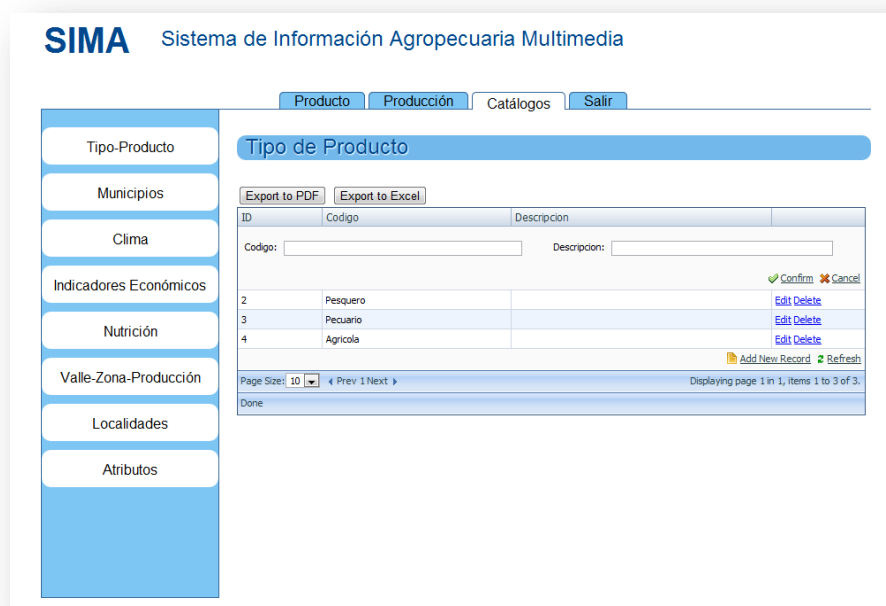 SIMA Sistema de Información Agropecuaria Multimedia
Producto Producción Catálogos Salir
Tipo-Producto
Municipios
Clima
Indicadores Económicos
Nutrición
Valle-Zona-Producción
Localidades
Atributos
Tipo de Producto
Export to PDF Export to Excel
ID Codigo Descripcion
Codigo: Descripcion:
Confirm Cancel
2 Pesquero Edit Delete
3 Pecuario Edit Delete
4 Agricola Edit Delete
Add New Record Refresh
Page Size: 10 Prev 1 Next Displaying page 1 in 1, items 1 to 3 of 3.
Done